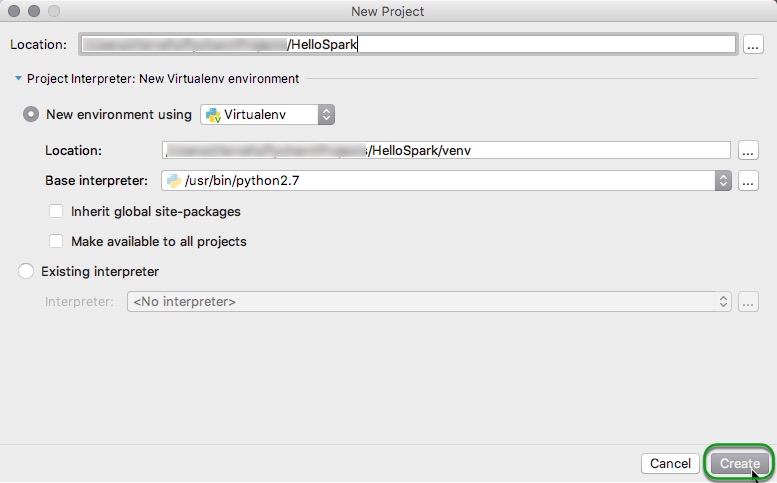 New Project
Location: /HelloSpark
Project Interpreter: New Virtualenv environment
New environment using Virtualenv
Location: /HelloSpark/venv
Base interpreter: /usr/bin/python2.7
Inherit global site-packages
Make available to all projects
Existing interpreter
Interpreter: <No interpreter>
Cancel Create